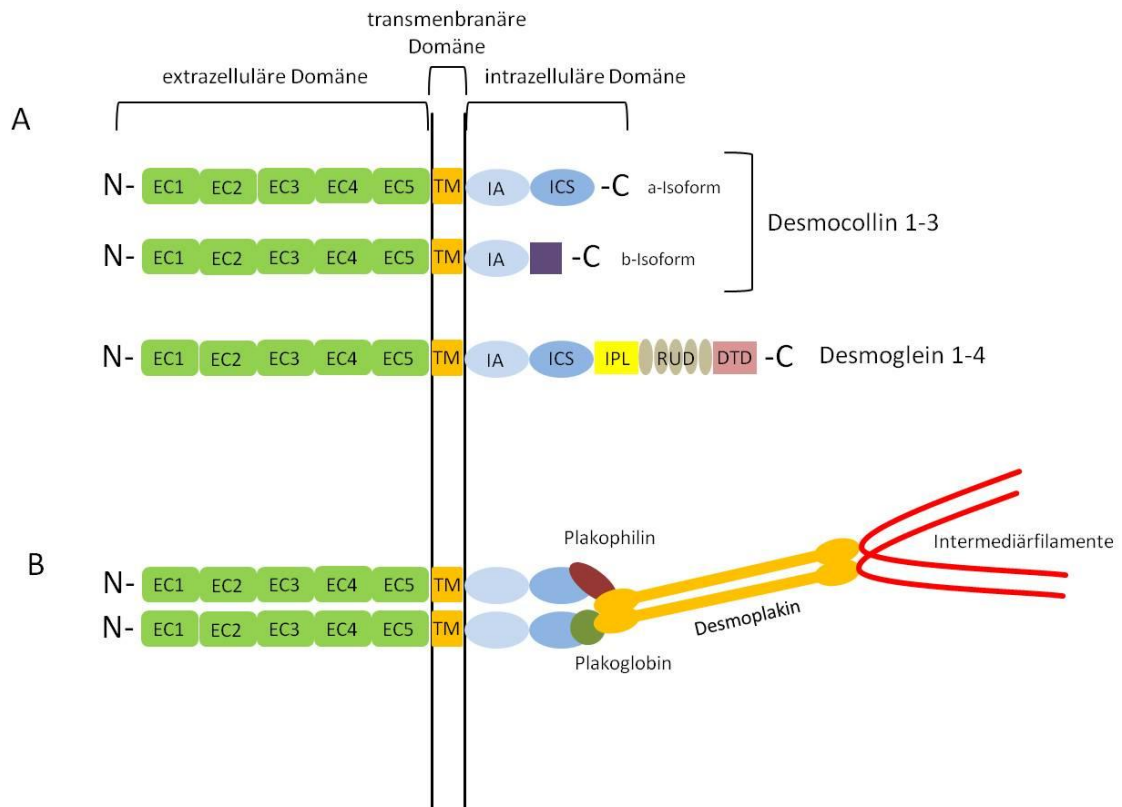 transmenbranäre
Domäne
extrazelluläre Domäne
intrazelluläre Domäne
A
N- EC1 EC2 EC3 EC4 EC5 TM IA ICS -C a-Isoform
Desmocollin 1-3
N- EC1 EC2 EC3 EC4 EC5 TM IA -C b-Isoform
N- EC1 EC2 EC3 EC4 EC5 TM IA ICS IPL RUD DTD -C Desmoglein 1-4
B
Plakophilin
Intermediärfilamente
N- EC1 EC2 EC3 EC4 EC5 TM
N- EC1 EC2 EC3 EC4 EC5 TM
Desmoplakin
Plakoglobin